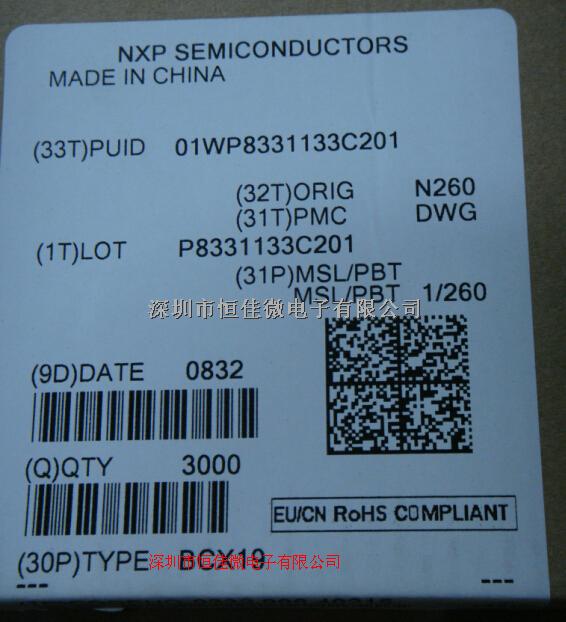 NXP SEMICONDUCTORS
MADE IN CHINA
(33T)PUID 01WP8331133C201
(32T)ORIG N260
(31T)PMC DWG
(1T)LOT P8331133C201
(31P)MSL/PBT
MSL/PBT 1/260
深圳市恒佳微电子有限公司
(9D)DATE 0832
(Q)QTY 3000
EU/CN RoHS COMPLIANT
(30P)TYPE BCX19
深圳市恒佳微电子有限公司